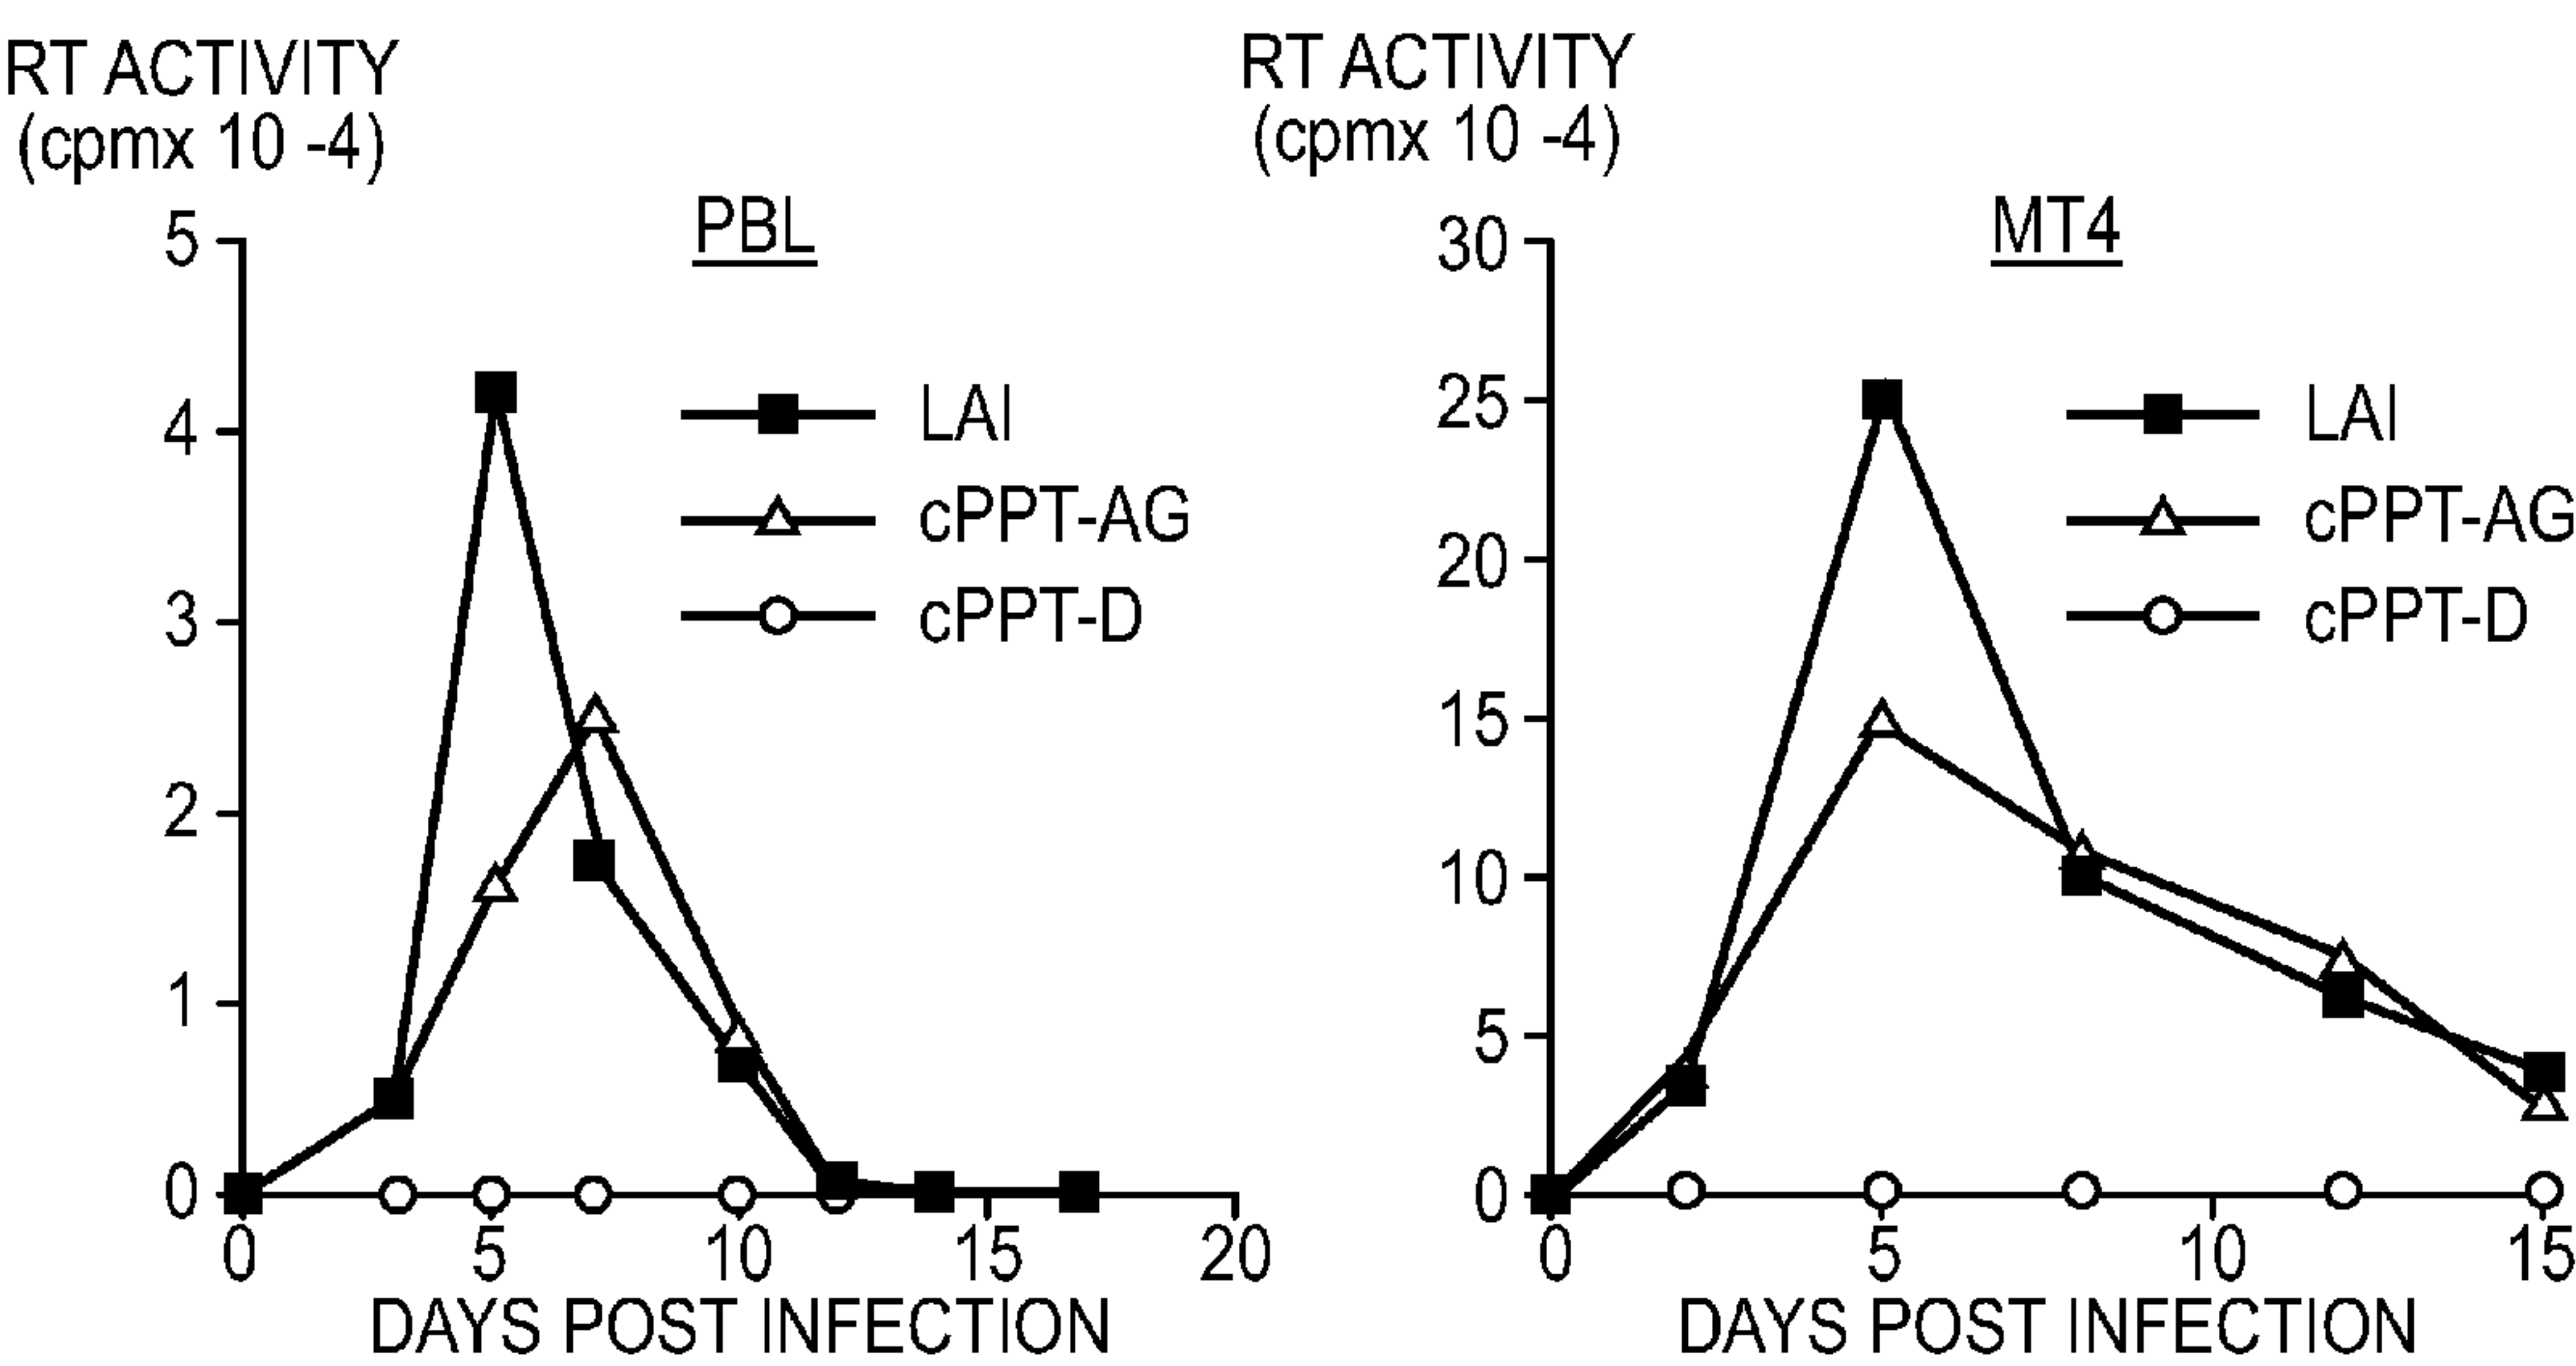 RT ACTIVITY
(cpmx 10 -4)
PBL
5
4
3
2
1
0
LAI
cPPT-AG
cPPT-D
0 5 10 15 20
DAYS POST INFECTION
RT ACTIVITY
(cpmx 10 -4)
MT4
30
25
20
15
10
5
0
LAI
cPPT-AG
cPPT-D
0 5 10 15
DAYS POST INFECTION